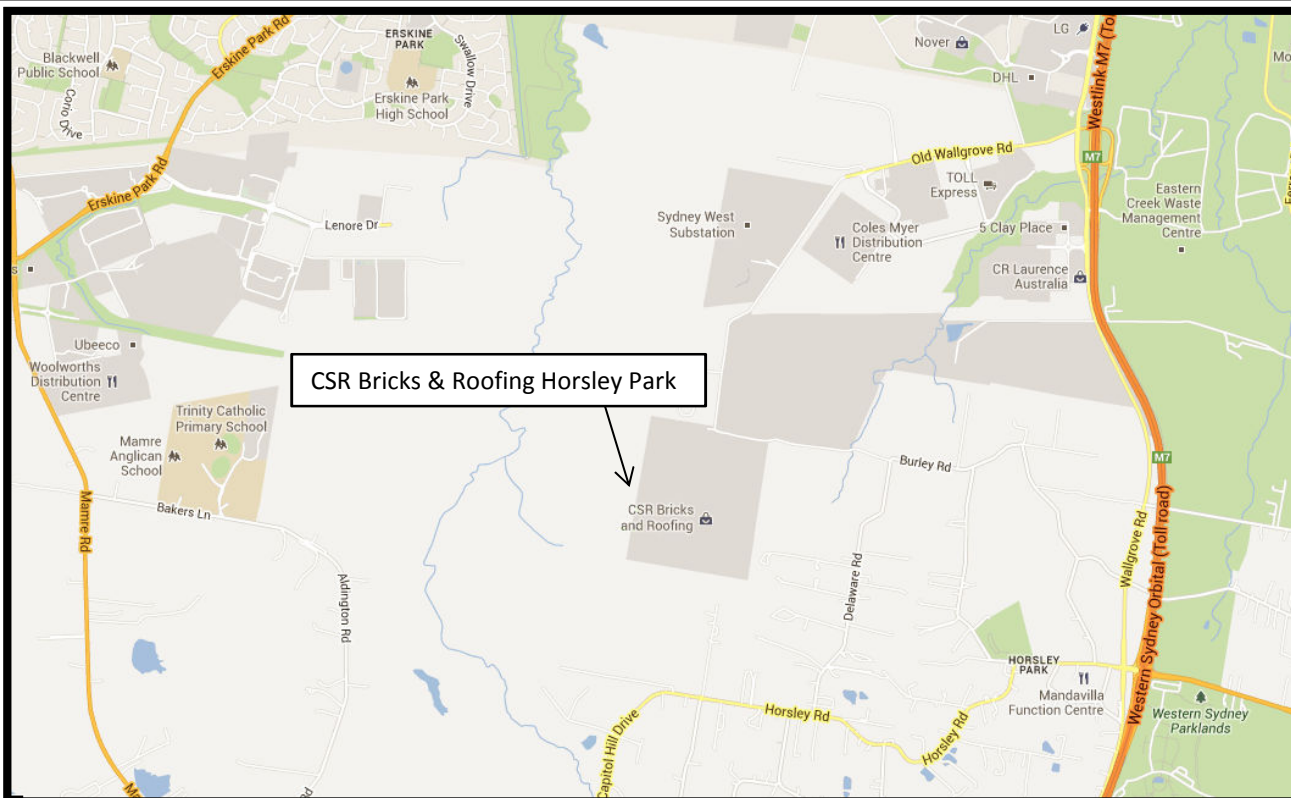 Erskine Park Rd
ERSKINE
PARK
Swallow Drive
Blackwell
Public School
Corio Drive
Erskine Park
High School
Nover
LG
DHL
Westlink M7 (To
Mo
Old Wallgrove Rd
M7
TOLL
Express
Eastern
Creek Waste
Management
Centre
Erskine Park Rd
Lenore Dr
Sydney West
Substation
Coles Myer
Distribution
Centre
5 Clay Place
CR Laurence
Australia
s
Ubeeco
Woolworths
Distribution
Centre
CSR Bricks & Roofing Horsley Park
Trinity Catholic
Primary School
Mamre
Anglican
School
Burley Rd
M7
Mamre Rd
Bakers Ln
CSR Bricks
and Roofing
Wallgrove Rd
Western Sydney Orbital (Toll road)
Aldington Rd
Delaware Rd
HORSLEY
PARK
Mandavilla
Function Centre
Western Sydney
Parklands
Capitol Hill Drive
Horsley Rd
Horsley Rd